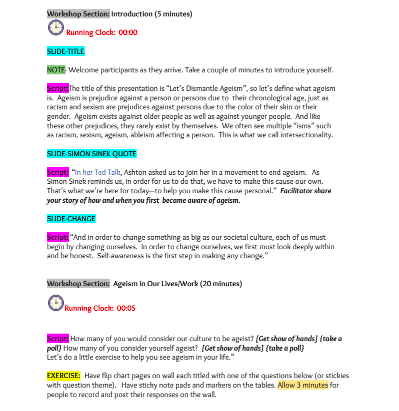 Workshop Section: Introduction (5 minutes)
Running Clock: 00:00
SLIDE-TITLE
NOTE- Welcome participants as they arrive. Take a couple of minutes to introduce yourself.
Script: The title of this presentation is “Let’s Dismantle Ageism”, so let’s define what ageism
is. Ageism is prejudice against a person or persons due to their chronological age, just as
racism and sexism are prejudices against persons due to the color of their skin or their
gender. Ageism exists against older people as well as against younger people. And like
these other prejudices, they rarely exist by themselves. We often see multiple “isms” such
as racism, sexism, ageism, ableism affecting a person. This is what we call intersectionality.
SLIDE-SIMON SINEK QUOTE
Script: “In her Ted Talk, Ashton asked us to join her in a movement to end ageism. As
Simon Sinek reminds us, in order for us to do that, we have to make this cause our own.
That’s what we’re here for today—to help you make this cause personal.” Facilitator share
your story of how and when you first became aware of ageism.
SLIDE-CHANGE
Script: “And in order to change something as big as our societal culture, each of us must
begin by changing ourselves. In order to change ourselves, we first must look deeply within
and be honest. Self-awareness is the first step in making any change.”
Workshop Section: Ageism in Our Lives/Work (20 minutes)
Running Clock: 00:05
Script: How many of you would consider our culture to be ageist? [Get show of hands] {take a
poll} How many of you consider yourself ageist? [Get show of hands] {take a poll}
Let’s do a little exercise to help you see ageism in your life.”
EXERCISE: Have flip chart pages on wall each titled with one of the questions below (or stickies
with question theme). Have sticky note pads and markers on the tables. Allow 3 minutes for
people to record and post their responses on the wall.